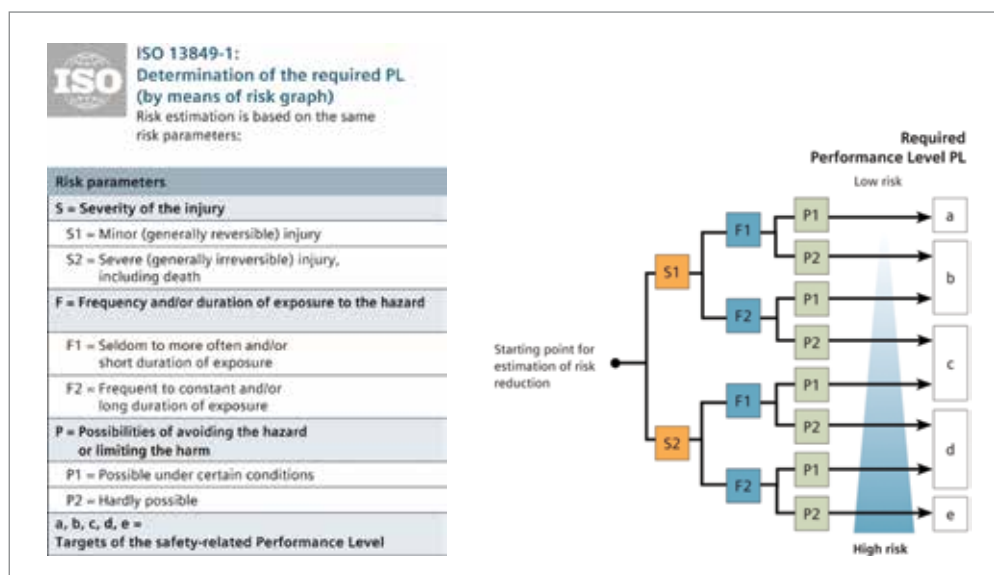 ISO
ISO 13849-1:
Determination of the required PL
(by means of risk graph)
Risk estimation is based on the same
risk parameters:
Risk parameters
S = Severity of the injury
S1 = Minor (generally reversible) injury
S2 = Severe (generally irreversible) injury,
including death
F = Frequency and/or duration of exposure to the hazard
F1 = Seldom to more often and/or
short duration of exposure
F2 = Frequent to constant and/or
long duration of exposure
P = Possibilities of avoiding the hazard
or limiting the harm
P1 = Possible under certain conditions
P2 = Hardly possible
a, b, c, d, e =
Targets of the safety-related Performance Level
Required
Performance Level PL
Low risk
P1
a
F1
P2
S1
b
P1
F2
P2
Starting point for
estimation of risk
reduction
c
P1
F1
P2
S2
d
P1
F2
P2
e
High risk